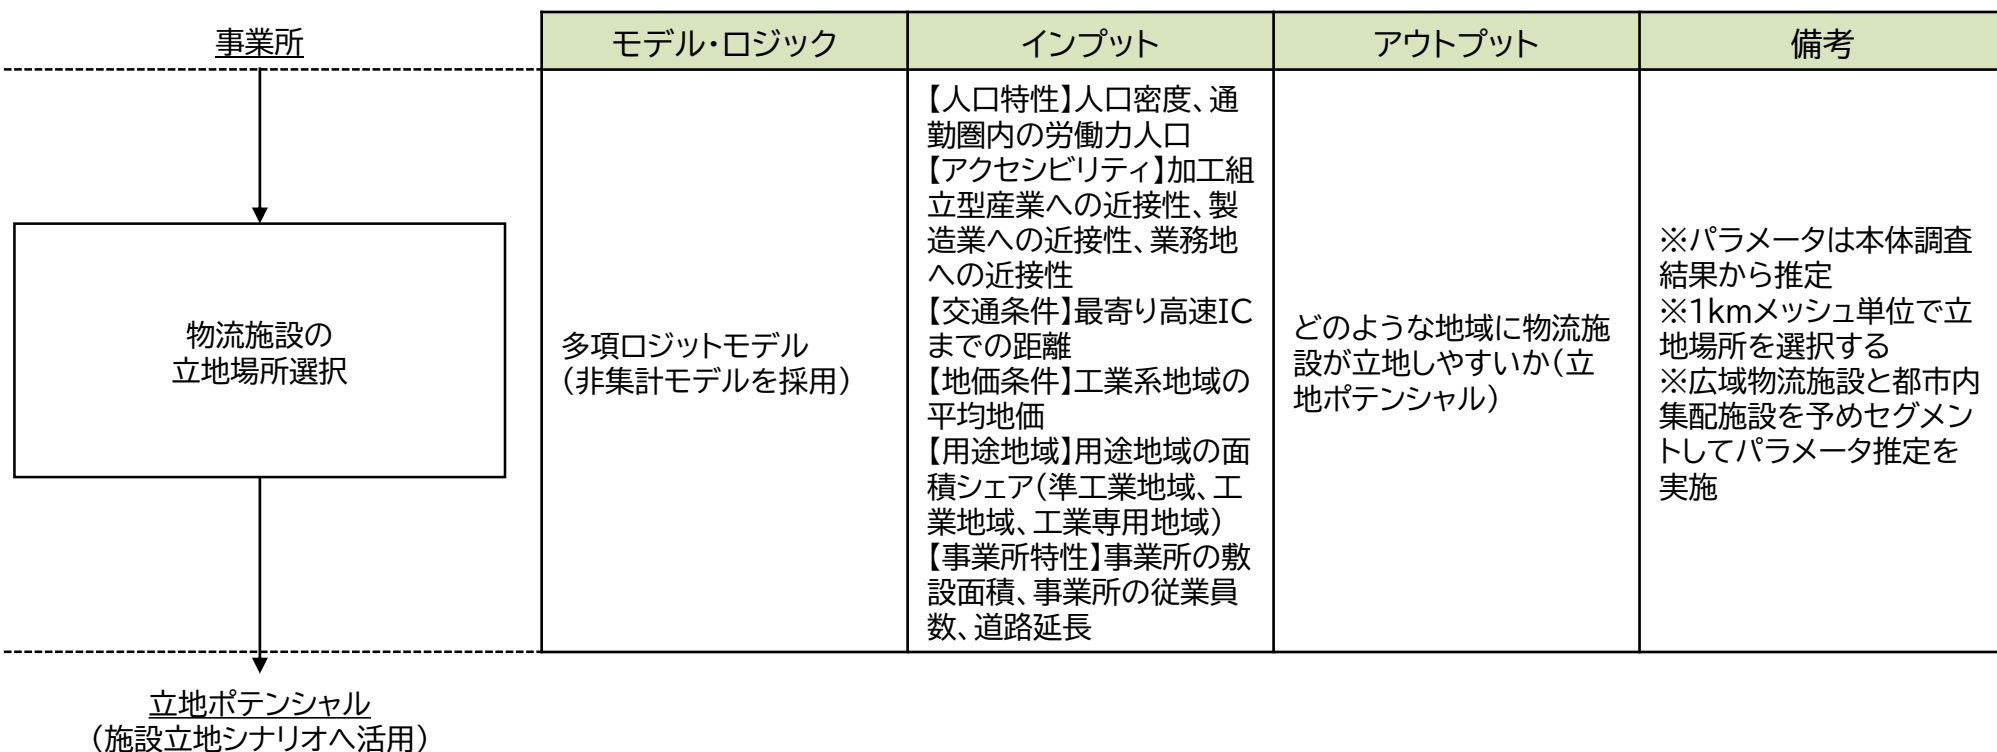 事業所
モデル・ロジック
インプット
アウトプット
備考
物流施設の
立地場所選択
多項ロジットモデル
（非集計モデルを採用）
【人口特性】人口密度、通
勤圏内の労働力人口
【アクセシビリティ】加工組
立型産業への近接性、製
造業への近接性、業務地
への近接性
【交通条件】最寄り高速IC
までの距離
【地価条件】工業系地域の
平均地価
【用途地域】用途地域の面
積シェア（準工業地域、工
業地域、工業専用地域）
【事業所特性】事業所の敷
設面積、事業所の従業員
数、道路延長
どのような地域に物流施
設が立地しやすいか（立
地ポテンシャル）
※パラメータは本体調査
結果から推定
※1kmメッシュ単位で立
地場所を選択する
※広域物流施設と都市内
集配施設を予めセグメン
トしてパラメータ推定を
実施
立地ポテンシャル
（施設立地シナリオへ活用）